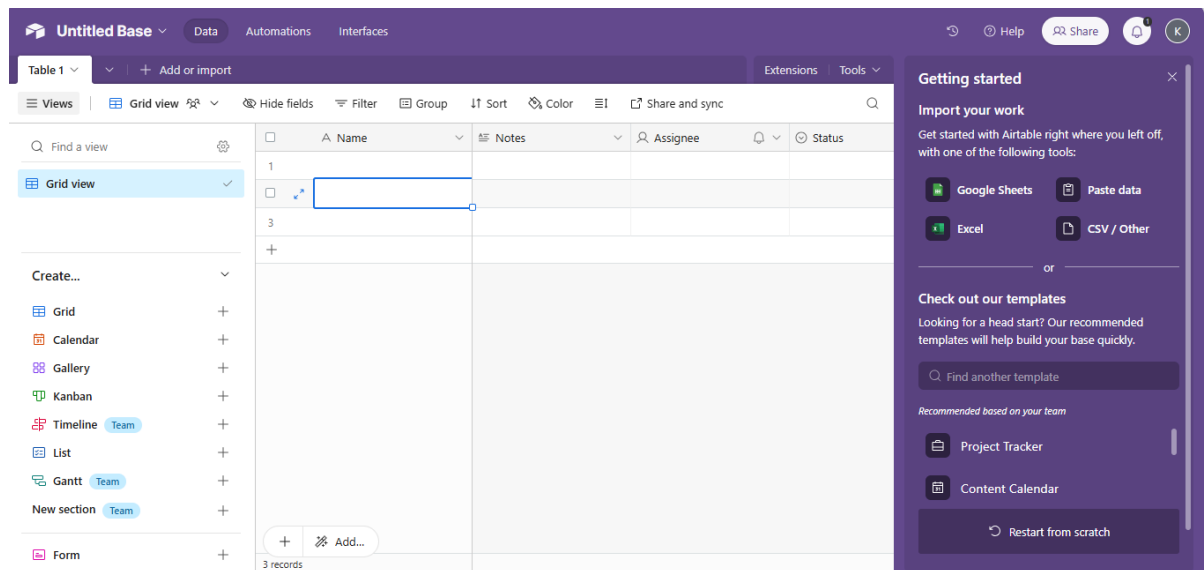 Untitled Base
Data
Automations
Interfaces
Help
Share
1
K
Table 1
Add or import
Extensions
Tools
Views
Grid view
Hide fields
Filter
Group
Sort
Color
Share and sync
Find a view
Grid view
Create...
Grid
Calendar
Gallery
Kanban
Timeline Team
List
Gantt Team
New section Team
Form
Name
Notes
Assignee
Status
1
3
Add...
3 records
Getting started
Import your work
Get started with Airtable right where you left off,
with one of the following tools:
Google Sheets
Paste data
Excel
CSV / Other
or
Check out our templates
Looking for a head start? Our recommended
templates will help build your base quickly.
Find another template
Recommended based on your team
Project Tracker
Content Calendar
Restart from scratch